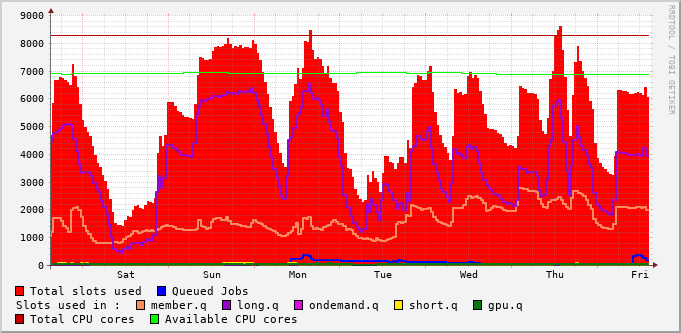 9000
8000
7000
6000
5000
4000
3000
2000
1000
0
Sat Sun Mon Tue Wed Thu Fri
Total slots used Queued Jobs
Slots used in : member.q long.q ondemand.q short.q gpu.q
Total CPU cores Available CPU cores
RRDTOOL / TOBI OETIKER